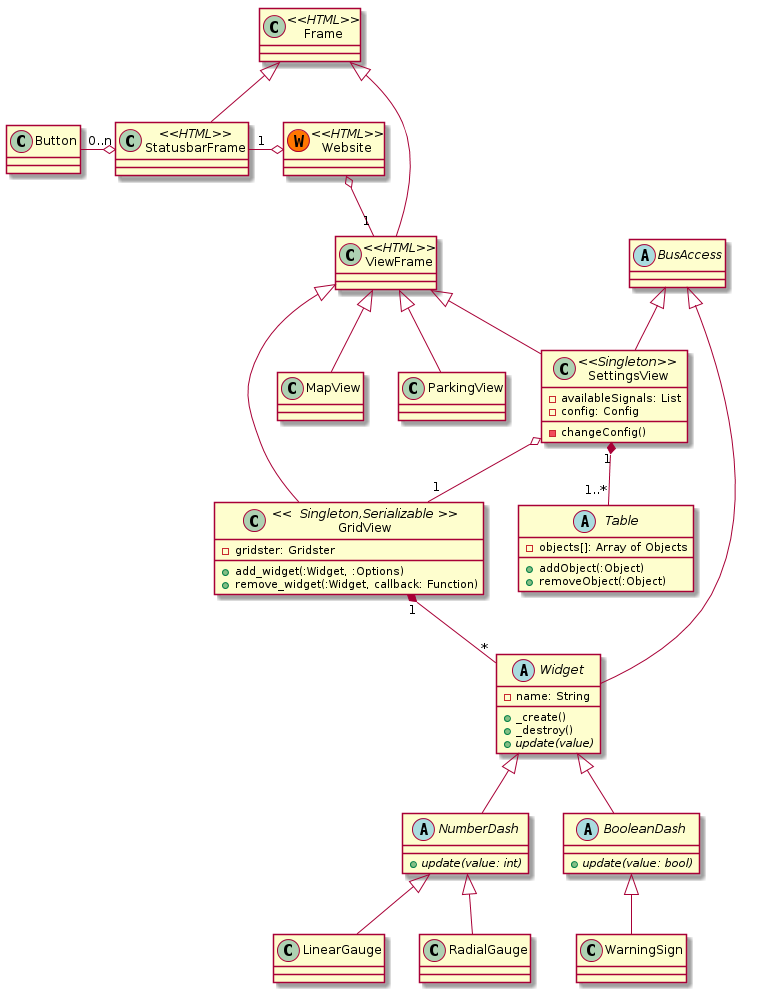 C <<HTML>>
Frame
C Button
0..n
C <<HTML>>
StatusbarFrame
1
W <<HTML>>
Website
1
C <<HTML>>
ViewFrame
A BusAccess
C MapView
C ParkingView
C <<Singleton>>
SettingsView
availableSignals: List
config: Config
changeConfig()
1
1
1..*
C << Singleton,Serializable >>
GridView
gridster: Gridster
add_widget(:Widget, :Options)
remove_widget(:Widget, callback: Function)
A Table
objects[]: Array of Objects
addObject(:Object)
removeObject(:Object)
1
*
A Widget
name: String
_create()
_destroy()
update(value)
A NumberDash
update(value: int)
A BooleanDash
update(value: bool)
C LinearGauge
C RadialGauge
C WarningSign